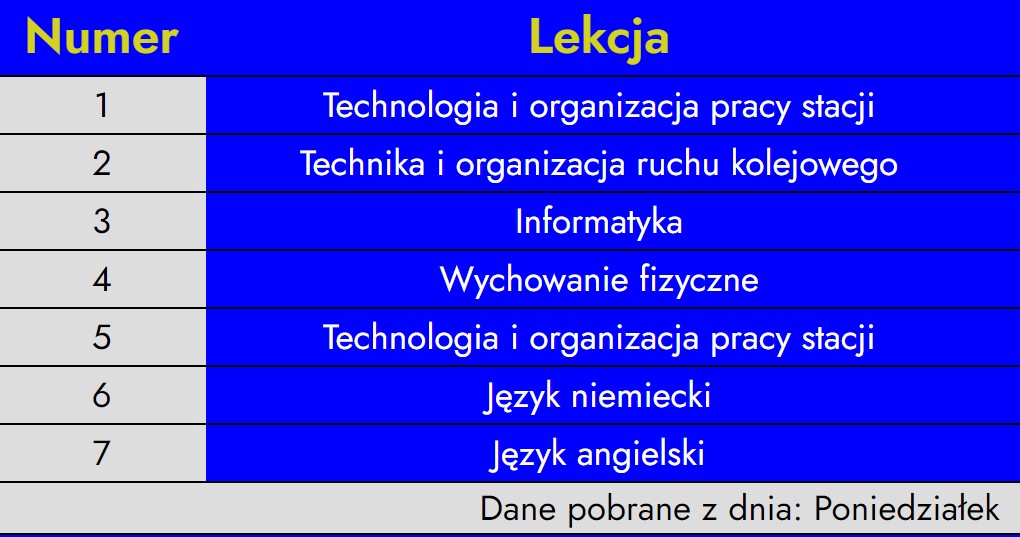 Numer Lekcja
1 Technologia i organizacja pracy stacji
2 Technika i organizacja ruchu kolejowego
3 Informatyka
4 Wychowanie fizyczne
5 Technologia i organizacja pracy stacji
6 Język niemiecki
7 Język angielski
Dane pobrane z dnia: Poniedziałek